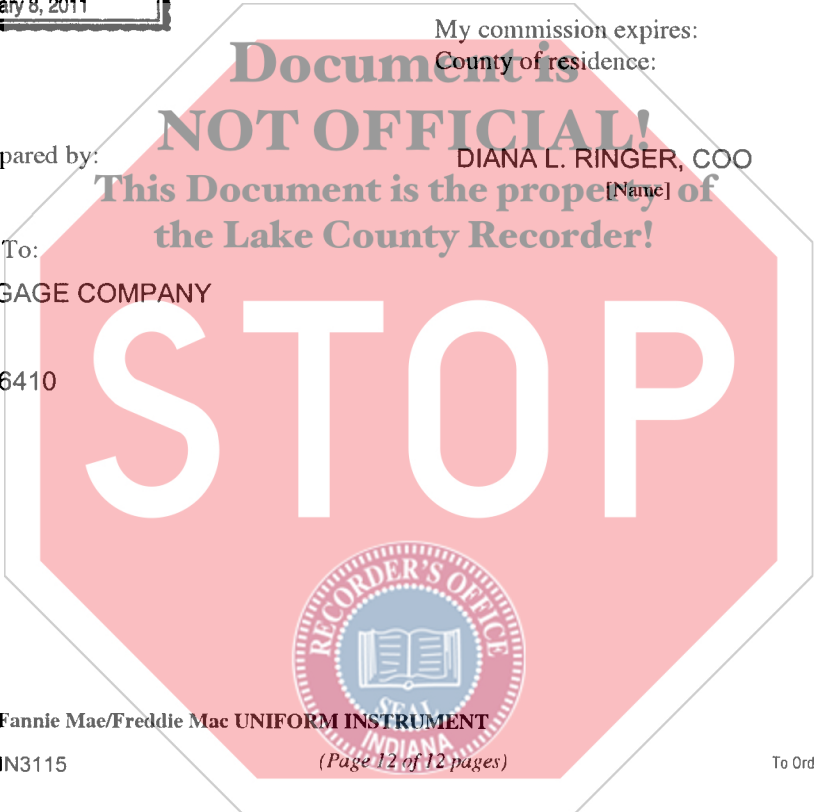 ary 8, 2011
My commission expires:
County of residence:
Document is
NOT OFFICIAL!
pared by:
DIANA L. RINGER, COO
[Name]
This Document is the property of
the Lake County Recorder!
To:
GAGE COMPANY
STOP
6410
RECORDER'S OFFICE
SEAL
INDIANA
Fannie Mae/Freddie Mac UNIFORM INSTRUMENT
IN3115
(Page 12 of 12 pages)
To Ord